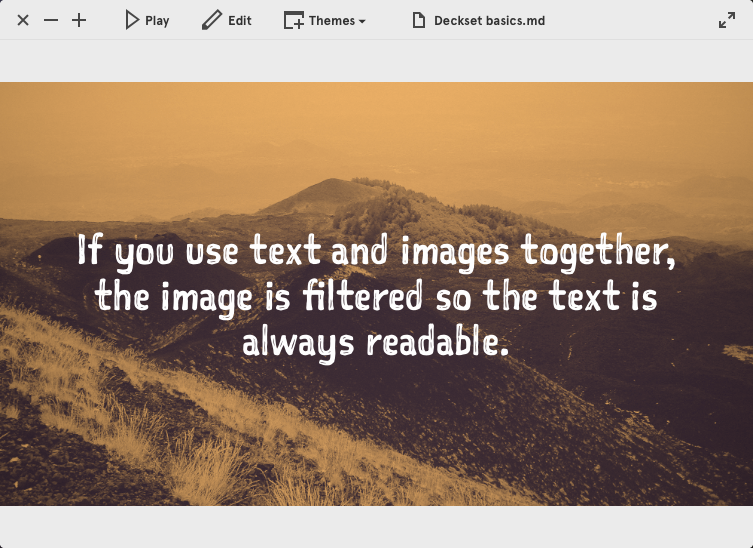 Play Edit Themes Deckset basics.md
If you use text and images together,
the image is filtered so the text is
always readable.